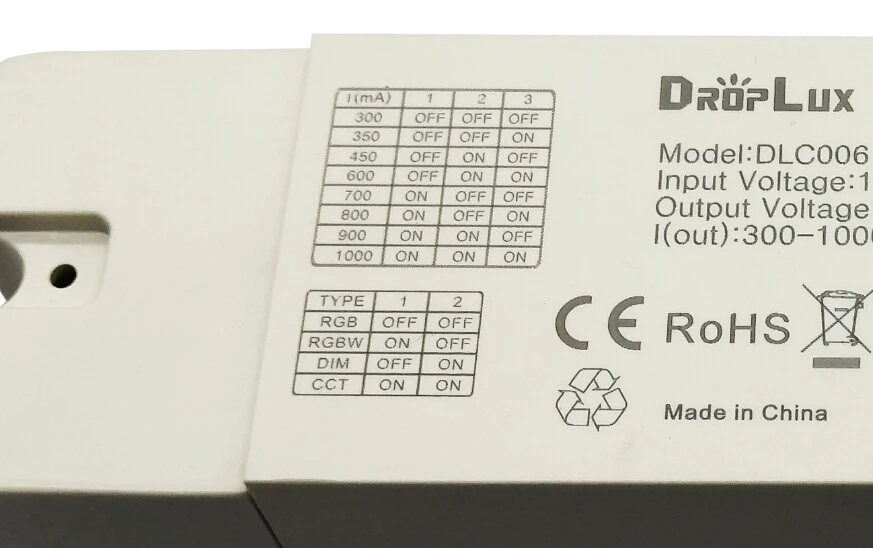 I(mA) 1 2 3
300 OFF OFF OFF
350 OFF OFF ON
450 OFF ON OFF
600 OFF ON ON
700 ON OFF OFF
800 ON OFF ON
900 ON ON OFF
1000 ON ON ON
TYPE 1 2
RGB OFF OFF
RGBW ON OFF
DIM OFF ON
CCT ON ON
DROPLUX
Model:DLC006
Input Voltage:1
Output Voltage
I(out):300-100
CE RoHS
Made in China